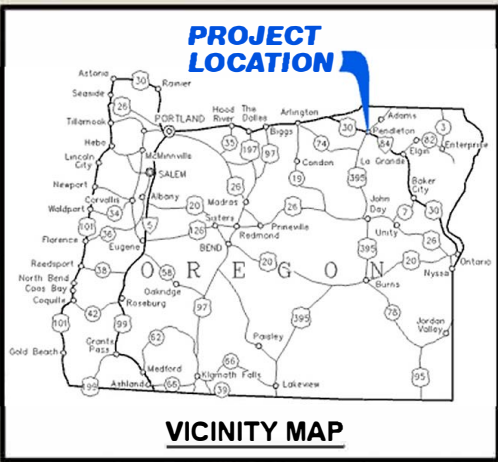 PROJECT
LOCATION
Astoria
30
Rainier
Seaside
26
Tillamook
PORTLAND
Hood
River
The
Dalles
Biggs
Arlington
30
Adams
Pendleton
3
84
82
Enterprise
Elgin
La Grande
Hebo
McMinnville
35
197
97
74
Condon
Lincoln
City
SALEM
19
395
Baker
City
Newport
Albany
26
Madras
Corvallis
20
26
John
Day
7
30
Waldport
34
Sisters
Prineville
Unity
101
36
5
126
Redmond
26
Florence
Eugene
BEND
395
20
Ontario
Reedsport
38
OREGON
58
20
Nyssa
North Bend
Coos Bay
Oakridge
Burns
Coquille
Roseburg
97
42
395
78
101
99
Jordan
Valley
62
Paisley
Grants
Pass
Gold Beach
66
Medford
Klamath Falls
95
199
Ashland
66
39
Lakeview
VICINITY MAP